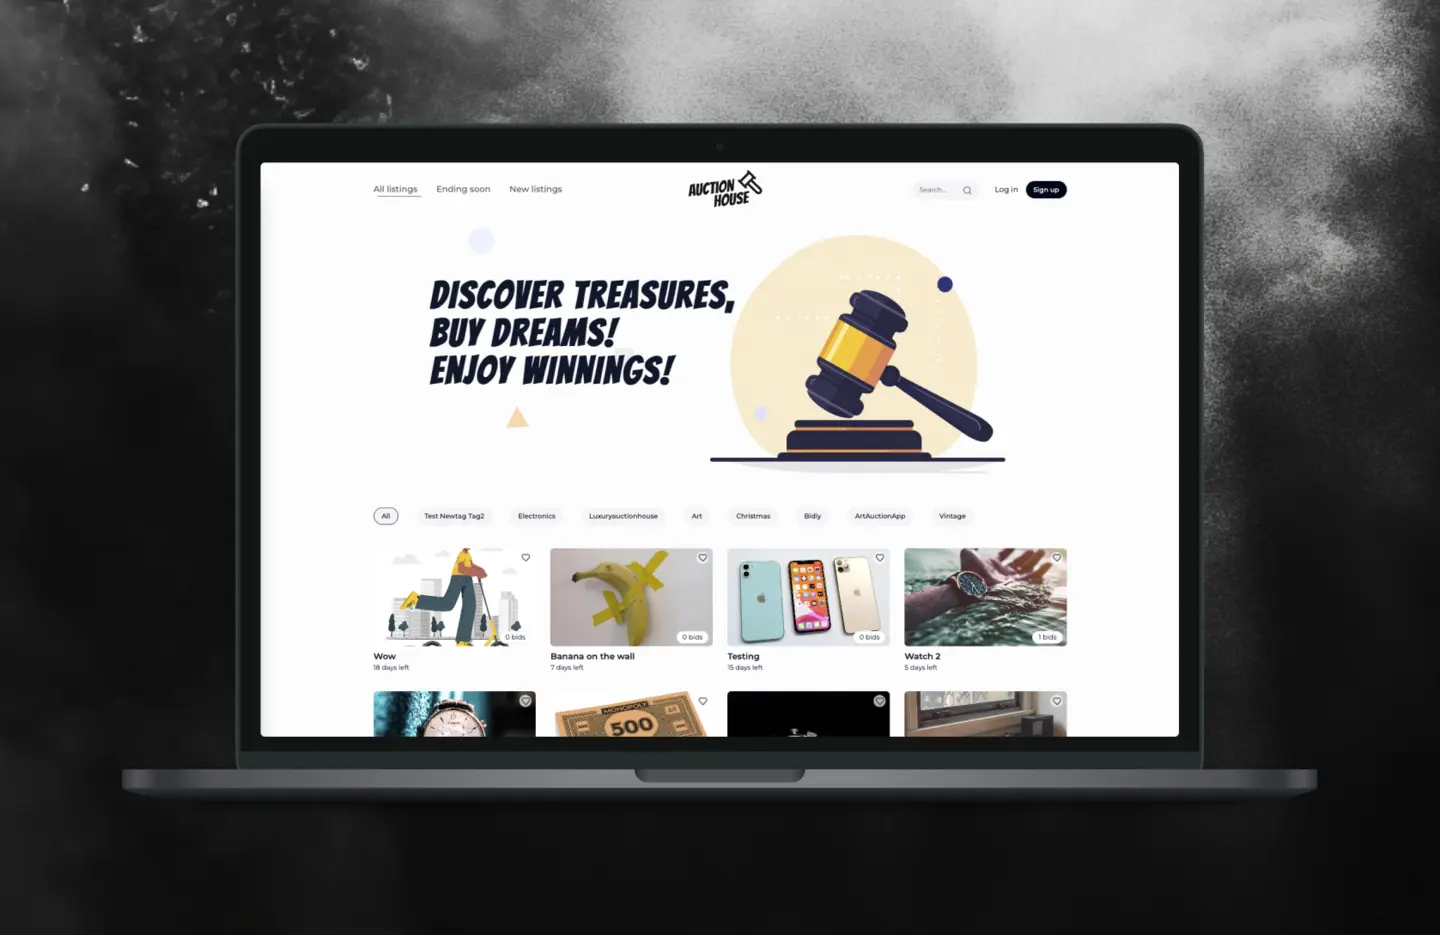 All listings
Ending soon
New listings
AUCTION
HOUSE
Search...
Log in
Sign up
DISCOVER TREASURES,
BUY DREAMS!
ENJOY WINNINGS!
All
Test Newtag Tag2
Electronics
Luxuryauctionhouse
Art
Christmas
Bidly
ArtAuctionApp
Vintage
0 bids
0 bids
0 bids
1 bids
Wow
18 days left
Banana on the wall
7 days left
Testing
15 days left
Watch 2
5 days left
MONOPOLY
500